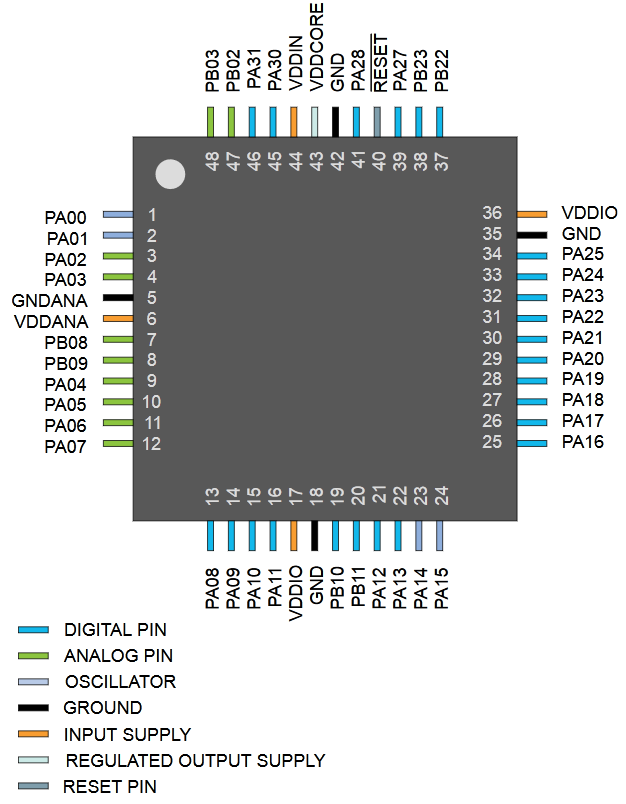 PB03
PB02
PA31
PA30
VDDIN
VDDCORE
GND
PA28
RESET
PA27
PB23
PB22
48
47
46
45
44
43
42
41
40
39
38
37
PA00 1
PA01 2
PA02 3
PA03 4
GNDANA 5
VDDANA 6
PB08 7
PB09 8
PA04 9
PA05 10
PA06 11
PA07 12
36 VDDIO
35 GND
34 PA25
33 PA24
32 PA23
31 PA22
30 PA21
29 PA20
28 PA19
27 PA18
26 PA17
25 PA16
13
14
15
16
17
18
19
20
21
22
23
24
PA08
PA09
PA10
PA11
VDDIO
GND
PB10
PB11
PA12
PA13
PA14
PA15
DIGITAL PIN
ANALOG PIN
OSCILLATOR
GROUND
INPUT SUPPLY
REGULATED OUTPUT SUPPLY
RESET PIN